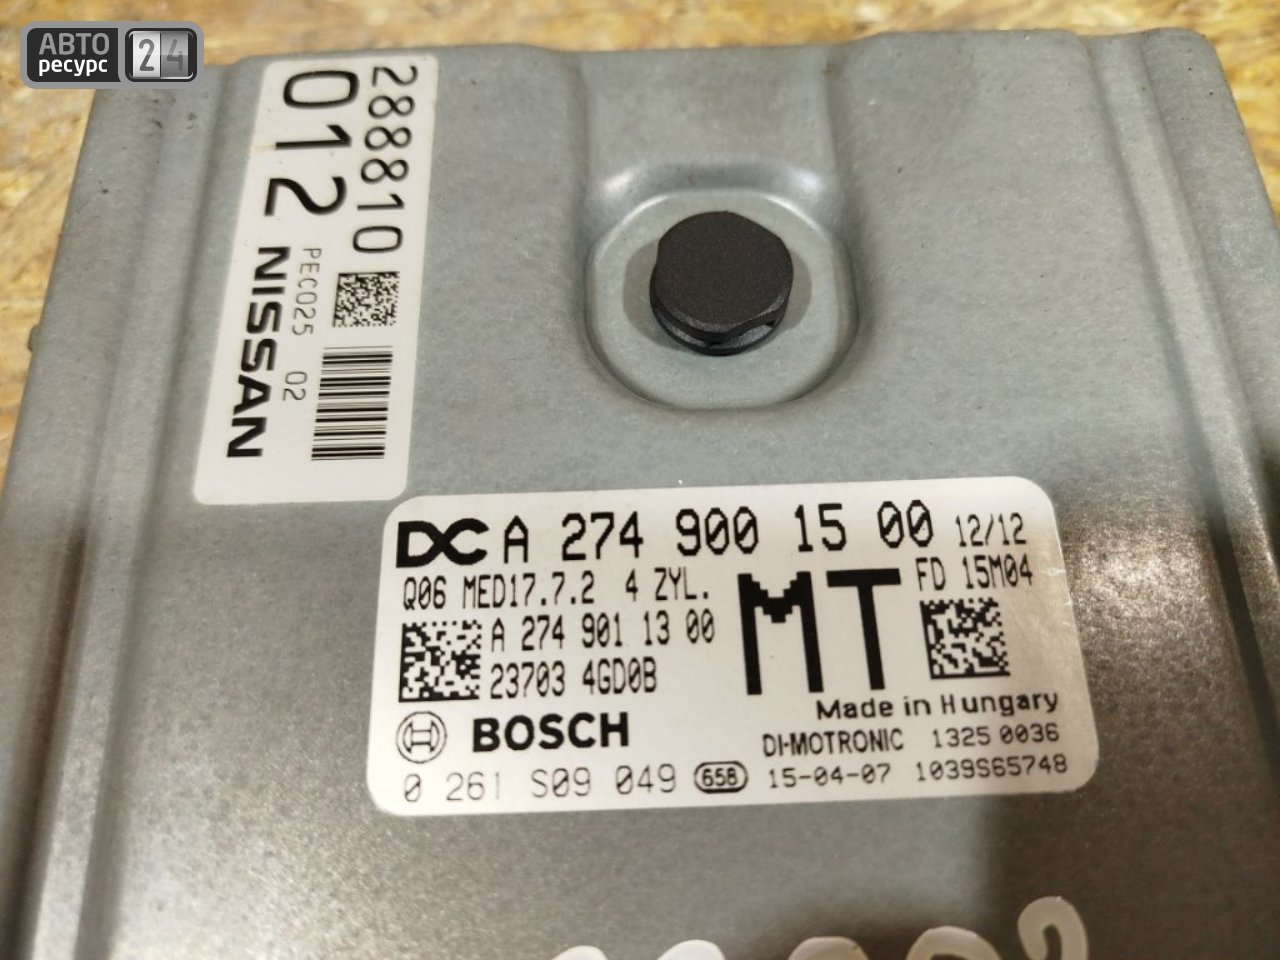 АВТО
ресурс
24
288810
012
PEC025 02
NISSAN
DC A 274 900 15 00 12/12
Q06 MED17.7.2 4 ZYL. MT FD 15M04
A 274 901 13 00
23703 4GD0B
Made in Hungary
BOSCH DI-MOTRONIC 1325 0036
0 261 S09 049 658 15-04-07 1039S65748